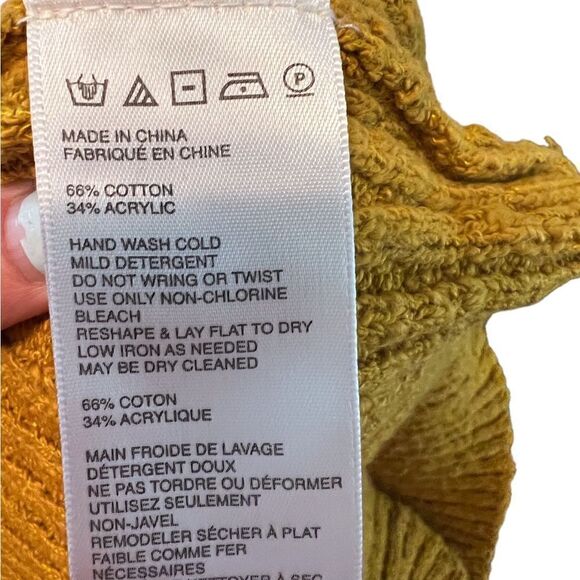 P
MADE IN CHINA
FABRIQUÉ EN CHINE
66% COTTON
34% ACRYLIC
HAND WASH COLD
MILD DETERGENT
DO NOT WRING OR TWIST
USE ONLY NON-CHLORINE
BLEACH
RESHAPE & LAY FLAT TO DRY
LOW IRON AS NEEDED
MAY BE DRY CLEANED
66% COTON
34% ACRYLIQUE
MAIN FROIDE DE LAVAGE
DÉTERGENT DOUX
NE PAS TORDRE OU DÉFORMER
UTILISEZ SEULEMENT
NON-JAVEL
REMODELER SÉCHER À PLAT
FAIBLE COMME FER
NÉCESSAIRES
NETTOYER À SEC